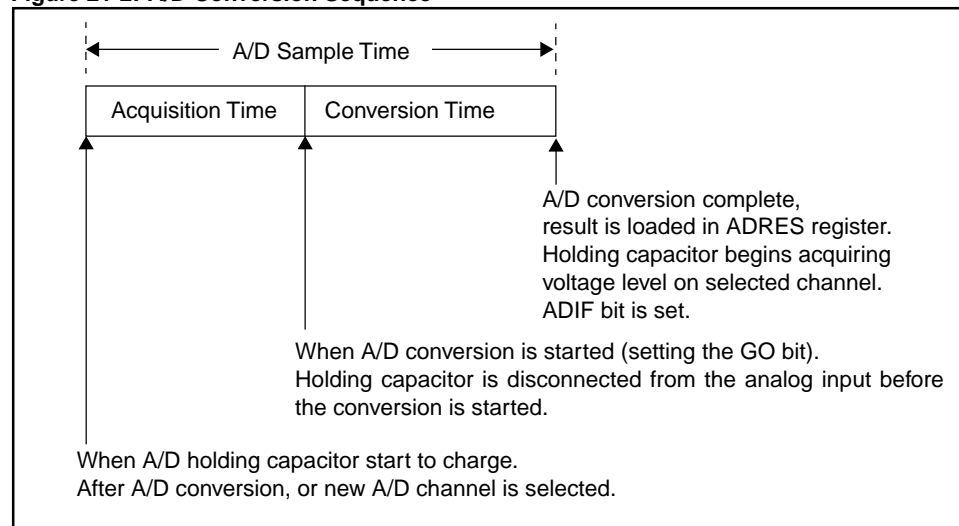 A/D Sample Time
Acquisition Time
Conversion Time
A/D conversion complete,
result is loaded in ADRES register.
Holding capacitor begins acquiring
voltage level on selected channel.
ADIF bit is set.
When A/D conversion is started (setting the GO bit).
Holding capacitor is disconnected from the analog input before
the conversion is started.
When A/D holding capacitor start to charge.
After A/D conversion, or new A/D channel is selected.